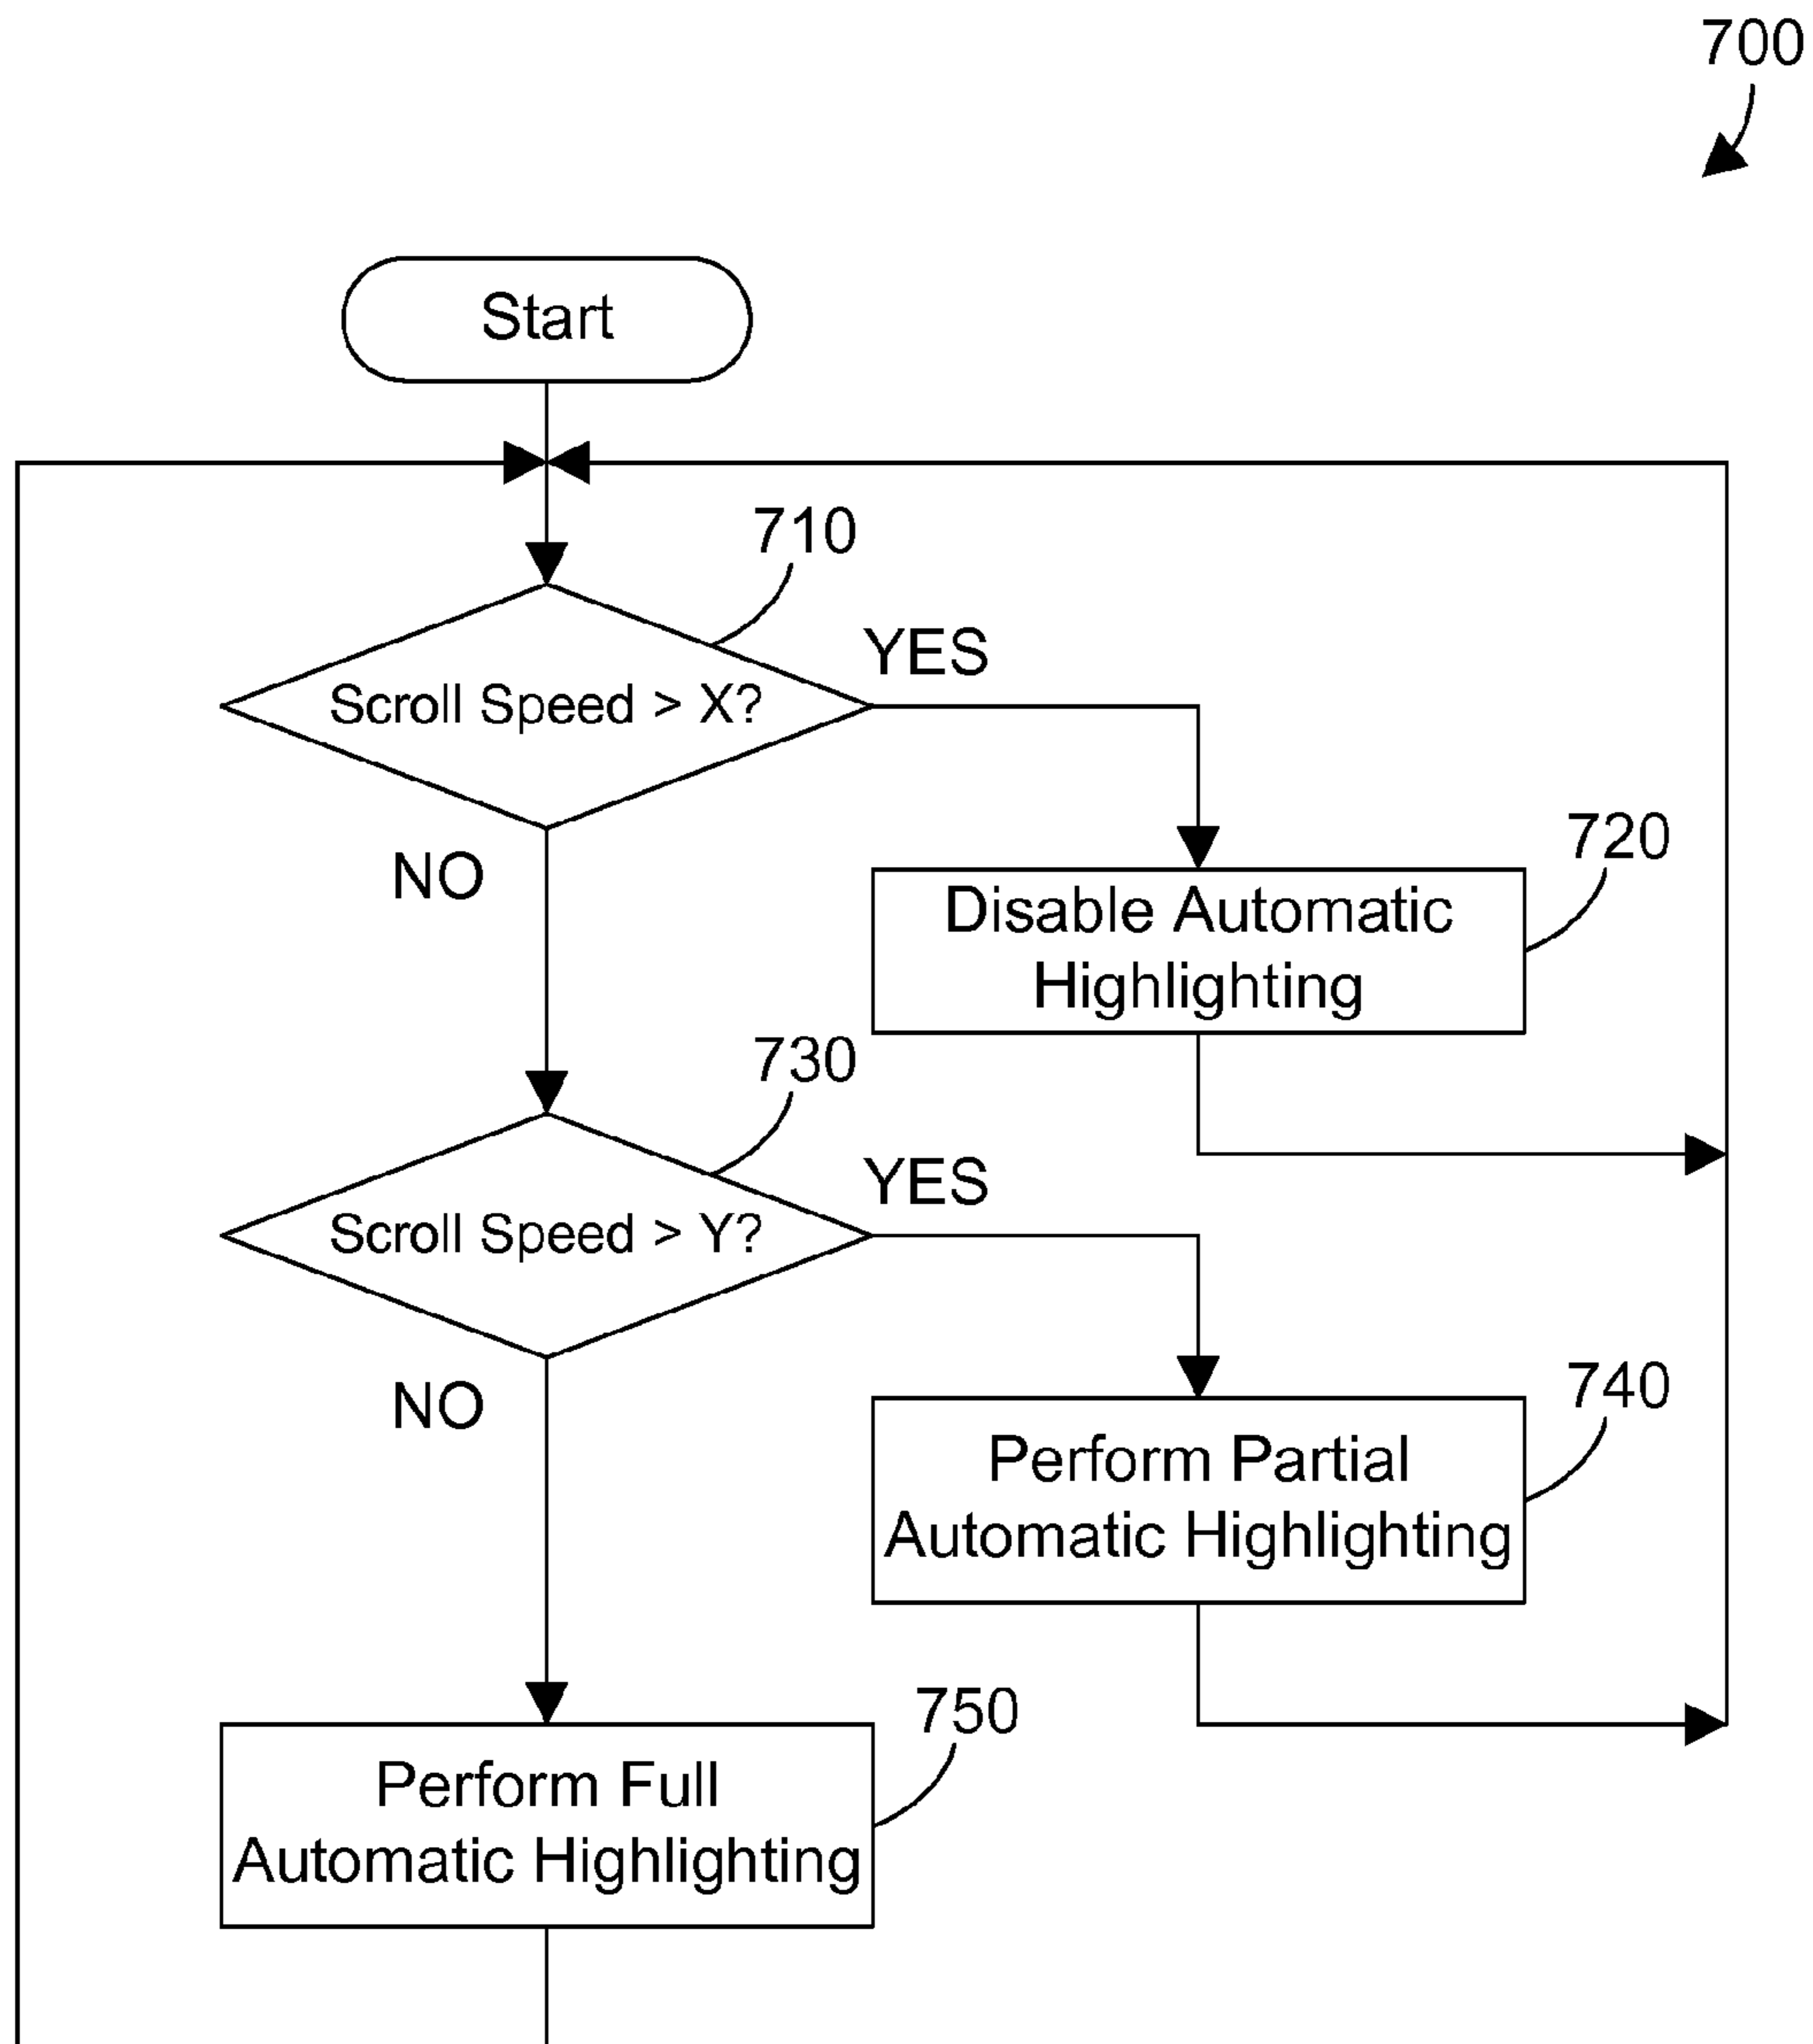 700
Start
710
YES
Scroll Speed > X?
720
NO
Disable Automatic
Highlighting
730
YES
Scroll Speed > Y?
740
NO
Perform Partial
Automatic Highlighting
750
Perform Full
Automatic Highlighting